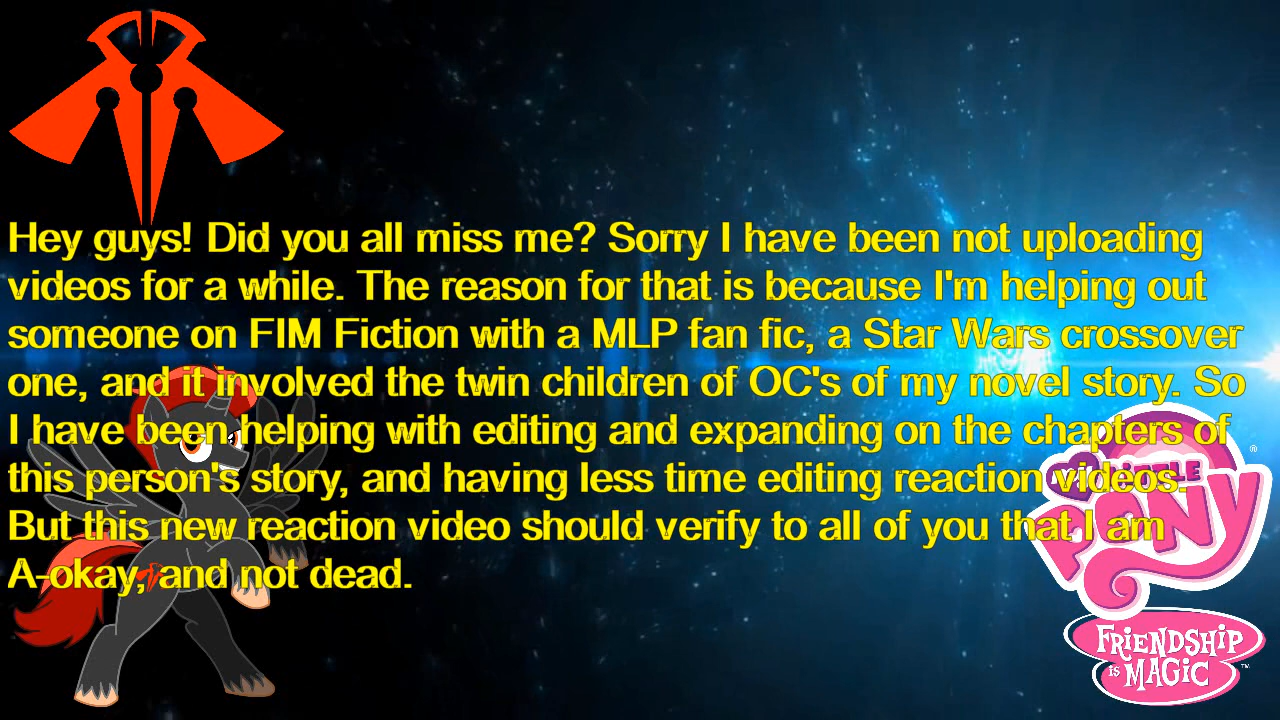 Hey guys! Did you all miss me? Sorry I have been not uploading
videos for a while. The reason for that is because I'm helping out
someone on FIM Fiction with a MLP fan fic, a Star Wars crossover
one, and it involved the twin children of OC's of my novel story. So
I have been helping with editing and expanding on the chapters of
this person's story, and having less time editing reaction videos.
But this new reaction video should verify to all of you that I am
A-okay, and not dead.
LITTLE
PONY
®
FRiENDSHiP
iS MAGiC
™